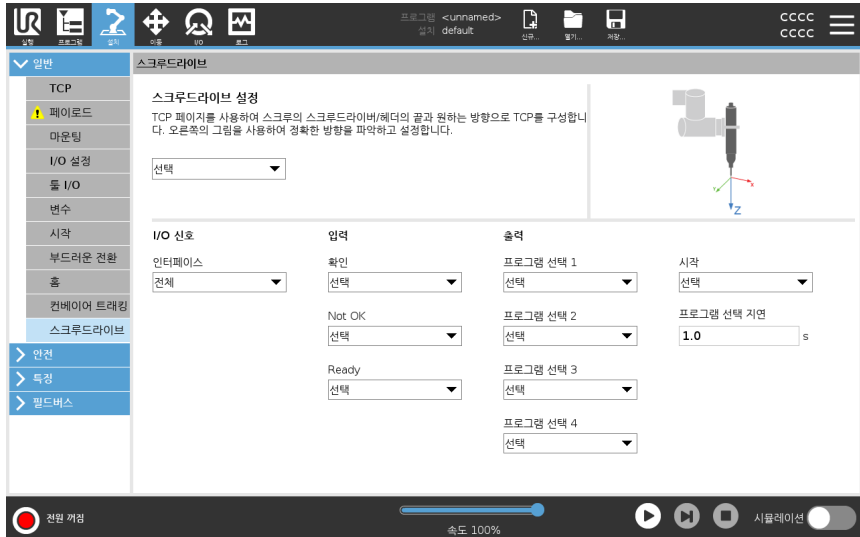 UR
실행
프로그램
설치
이동
I/O
로그
프로그램 <unnamed>
설치 default
신규...
열기...
저장...
CCCC
CCCC
일반
스크루드라이브
TCP
페이로드
마운팅
I/O 설정
툴 I/O
변수
시작
부드러운 전환
홈
컨베이어 트래킹
스크루드라이브
안전
특징
필드버스
스크루드라이브 설정
TCP 페이지를 사용하여 스크루의 스크루드라이버/헤더의 끝과 원하는 방향으로 TCP를 구성합니
다. 오른쪽의 그림을 사용하여 정확한 방향을 파악하고 설정합니다.
선택
Y
X
Z
I/O 신호
입력
출력
인터페이스
확인
프로그램 선택 1
시작
전체
선택
선택
선택
Not OK
프로그램 선택 2
프로그램 선택 지연
선택
선택
1.0
s
Ready
프로그램 선택 3
선택
선택
프로그램 선택 4
선택
전원 꺼짐
속도 100%
시뮬레이션